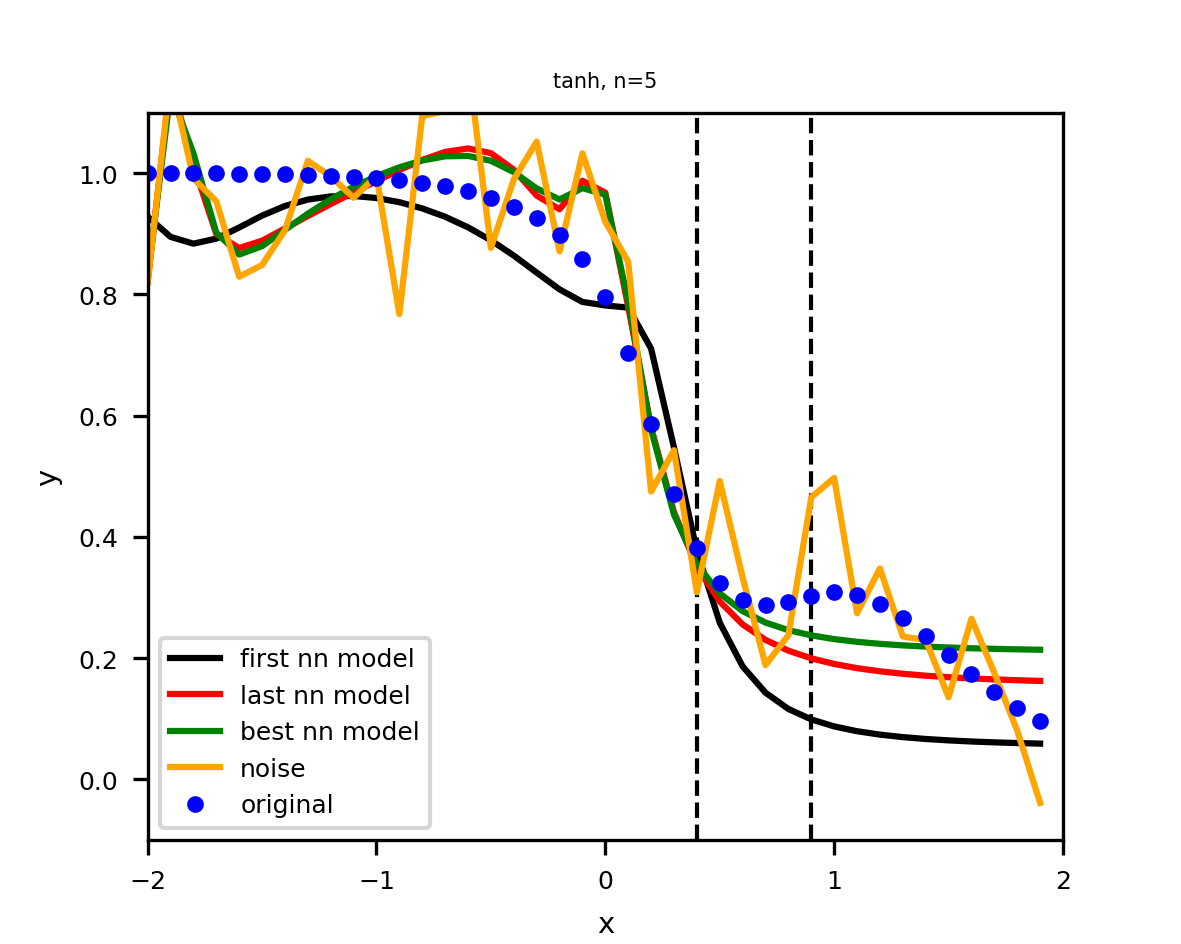 tanh, n=5
y
1.0
0.8
0.6
0.4
0.2
0.0
first nn model
last nn model
best nn model
noise
original
−2
−1
0
1
2
x